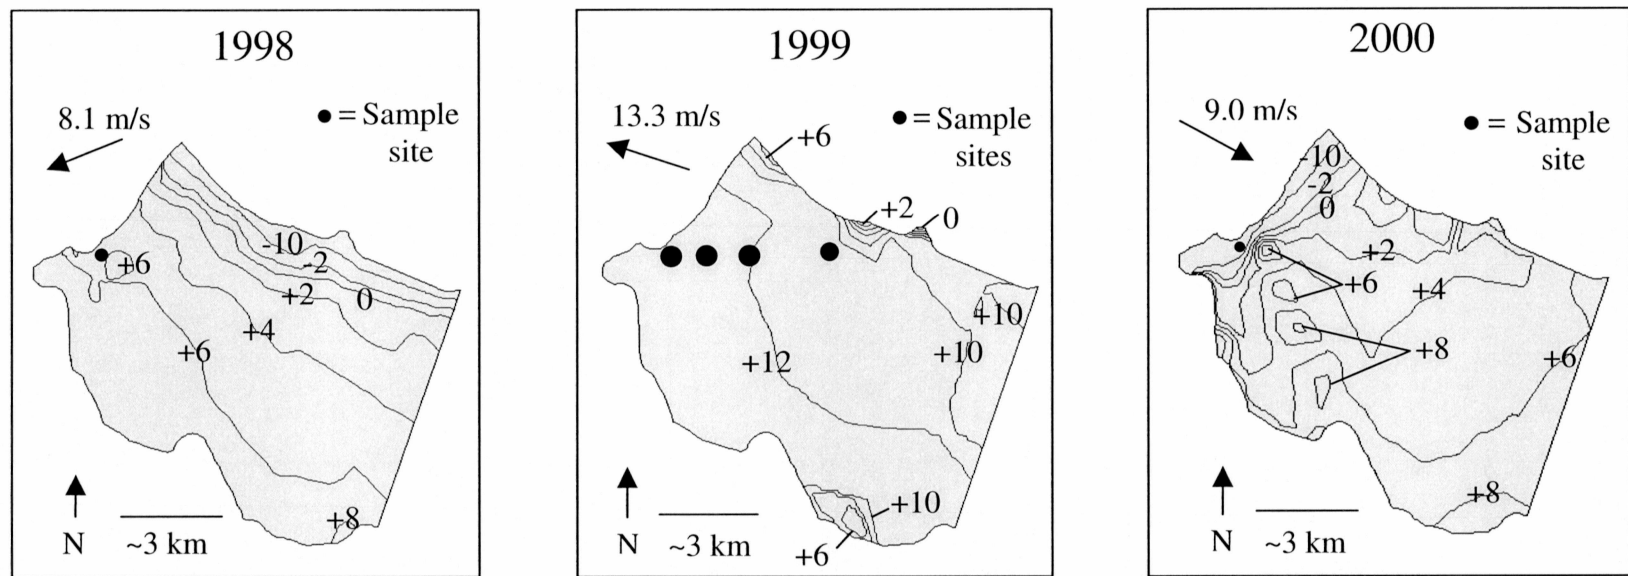 1998
8.1 m/s
● = Sample
site
-10
-2
+6
+2
0
+4
+6
+8
N
~3 km
1999
13.3 m/s
+6
● = Sample
sites
+2
0
+10
+12
+10
+10
+6
N
~3 km
2000
9.0 m/s
● = Sample
site
-10
-2
0
+2
+6
+4
+8
+6
+8
N
~3 km